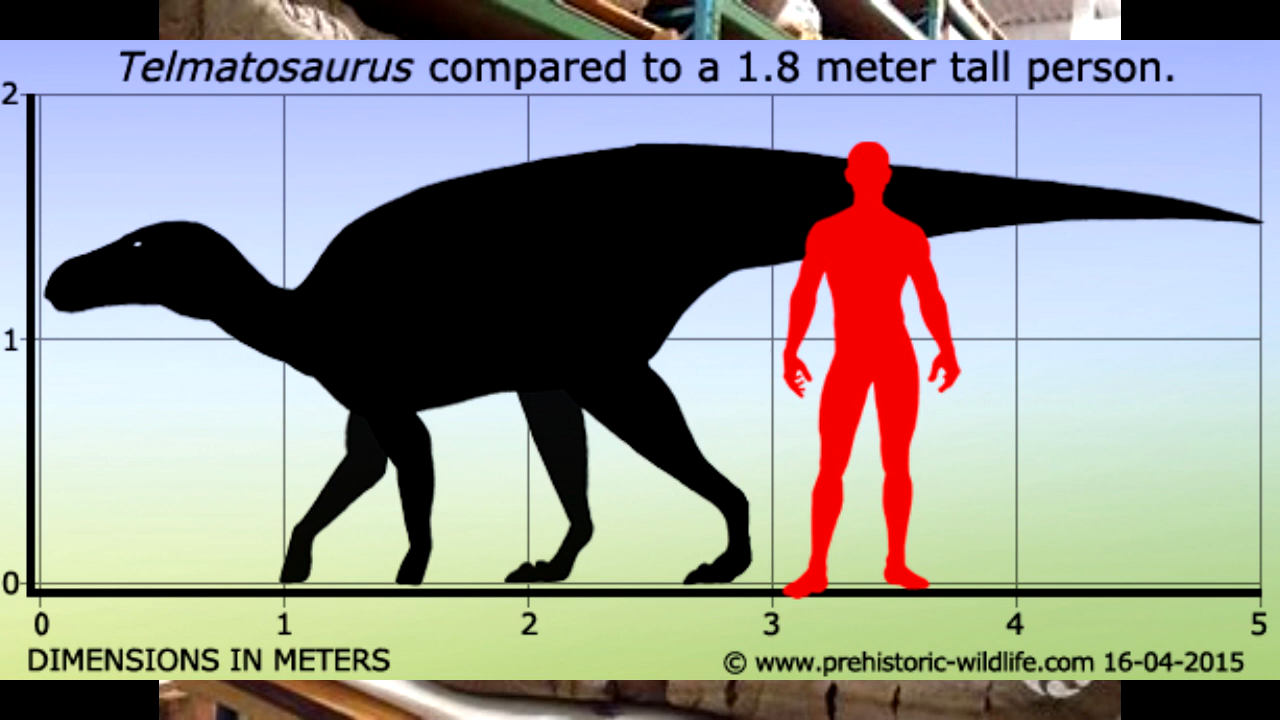 Telmatosaurus compared to a 1.8 meter tall person.
2
1
0
0 1 2 3 4 5
DIMENSIONS IN METERS
© www.prehistoric-wildlife.com 16-04-2015